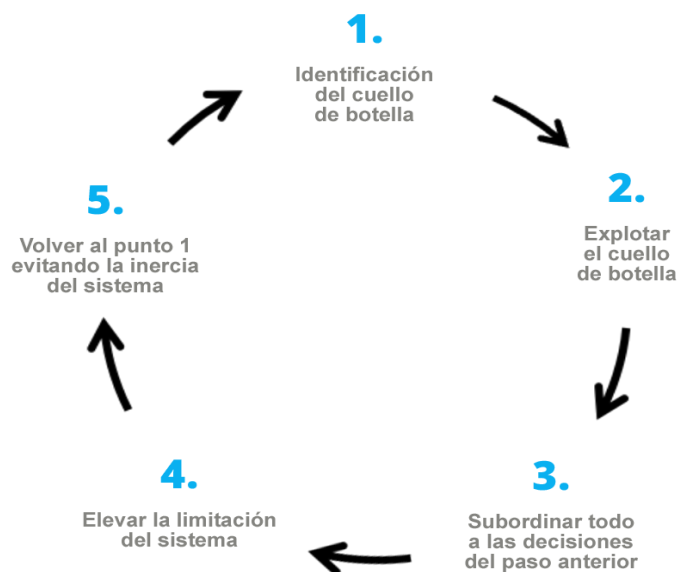 1.
Identificación
del cuello
de botella
2.
Explotar
el cuello
de botella
3.
Subordinar todo
a las decisiones
del paso anterior
4.
Elevar la limitación
del sistema
5.
Volver al punto 1
evitando la inercia
del sistema